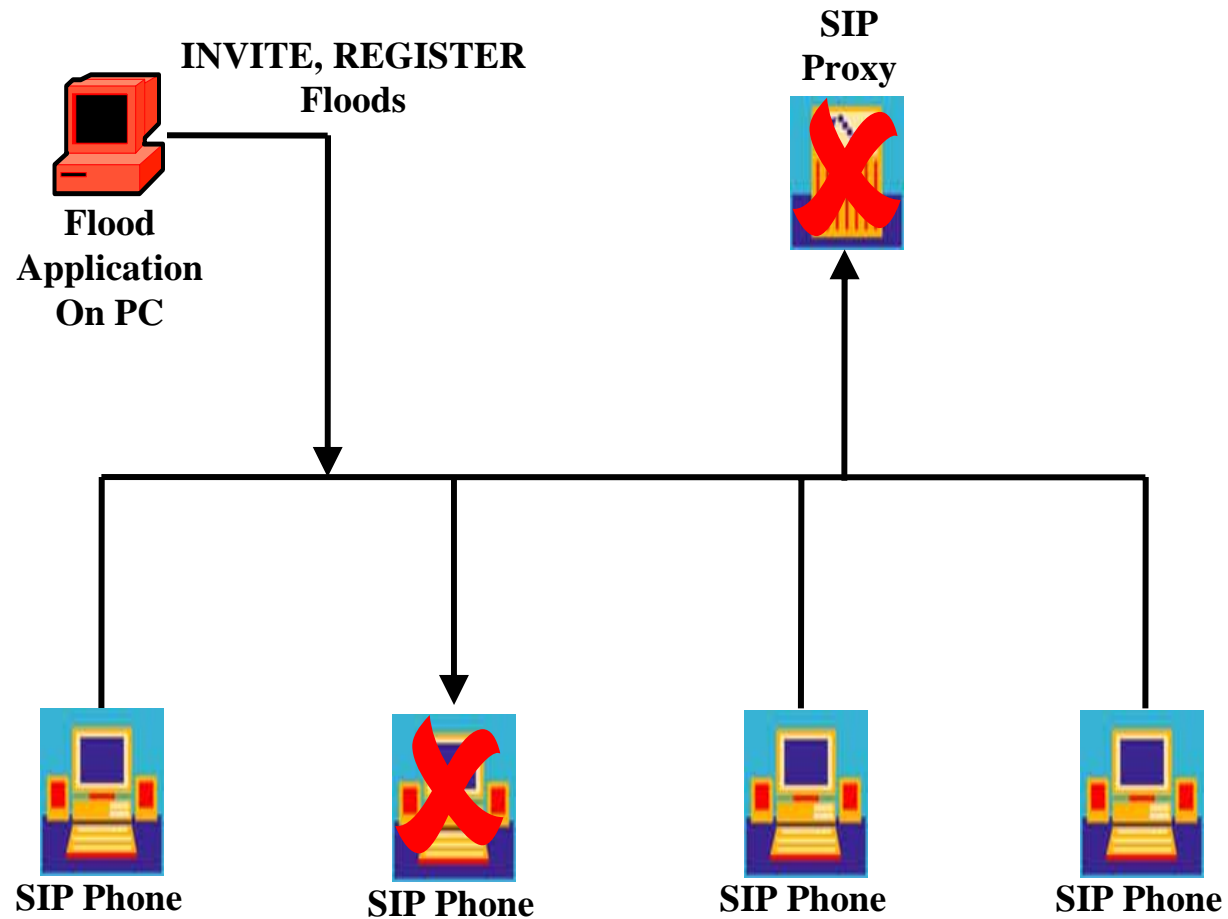 INVITE, REGISTER
Floods
SIP
Proxy
Flood
Application
On PC
SIP Phone
SIP Phone
SIP Phone
SIP Phone